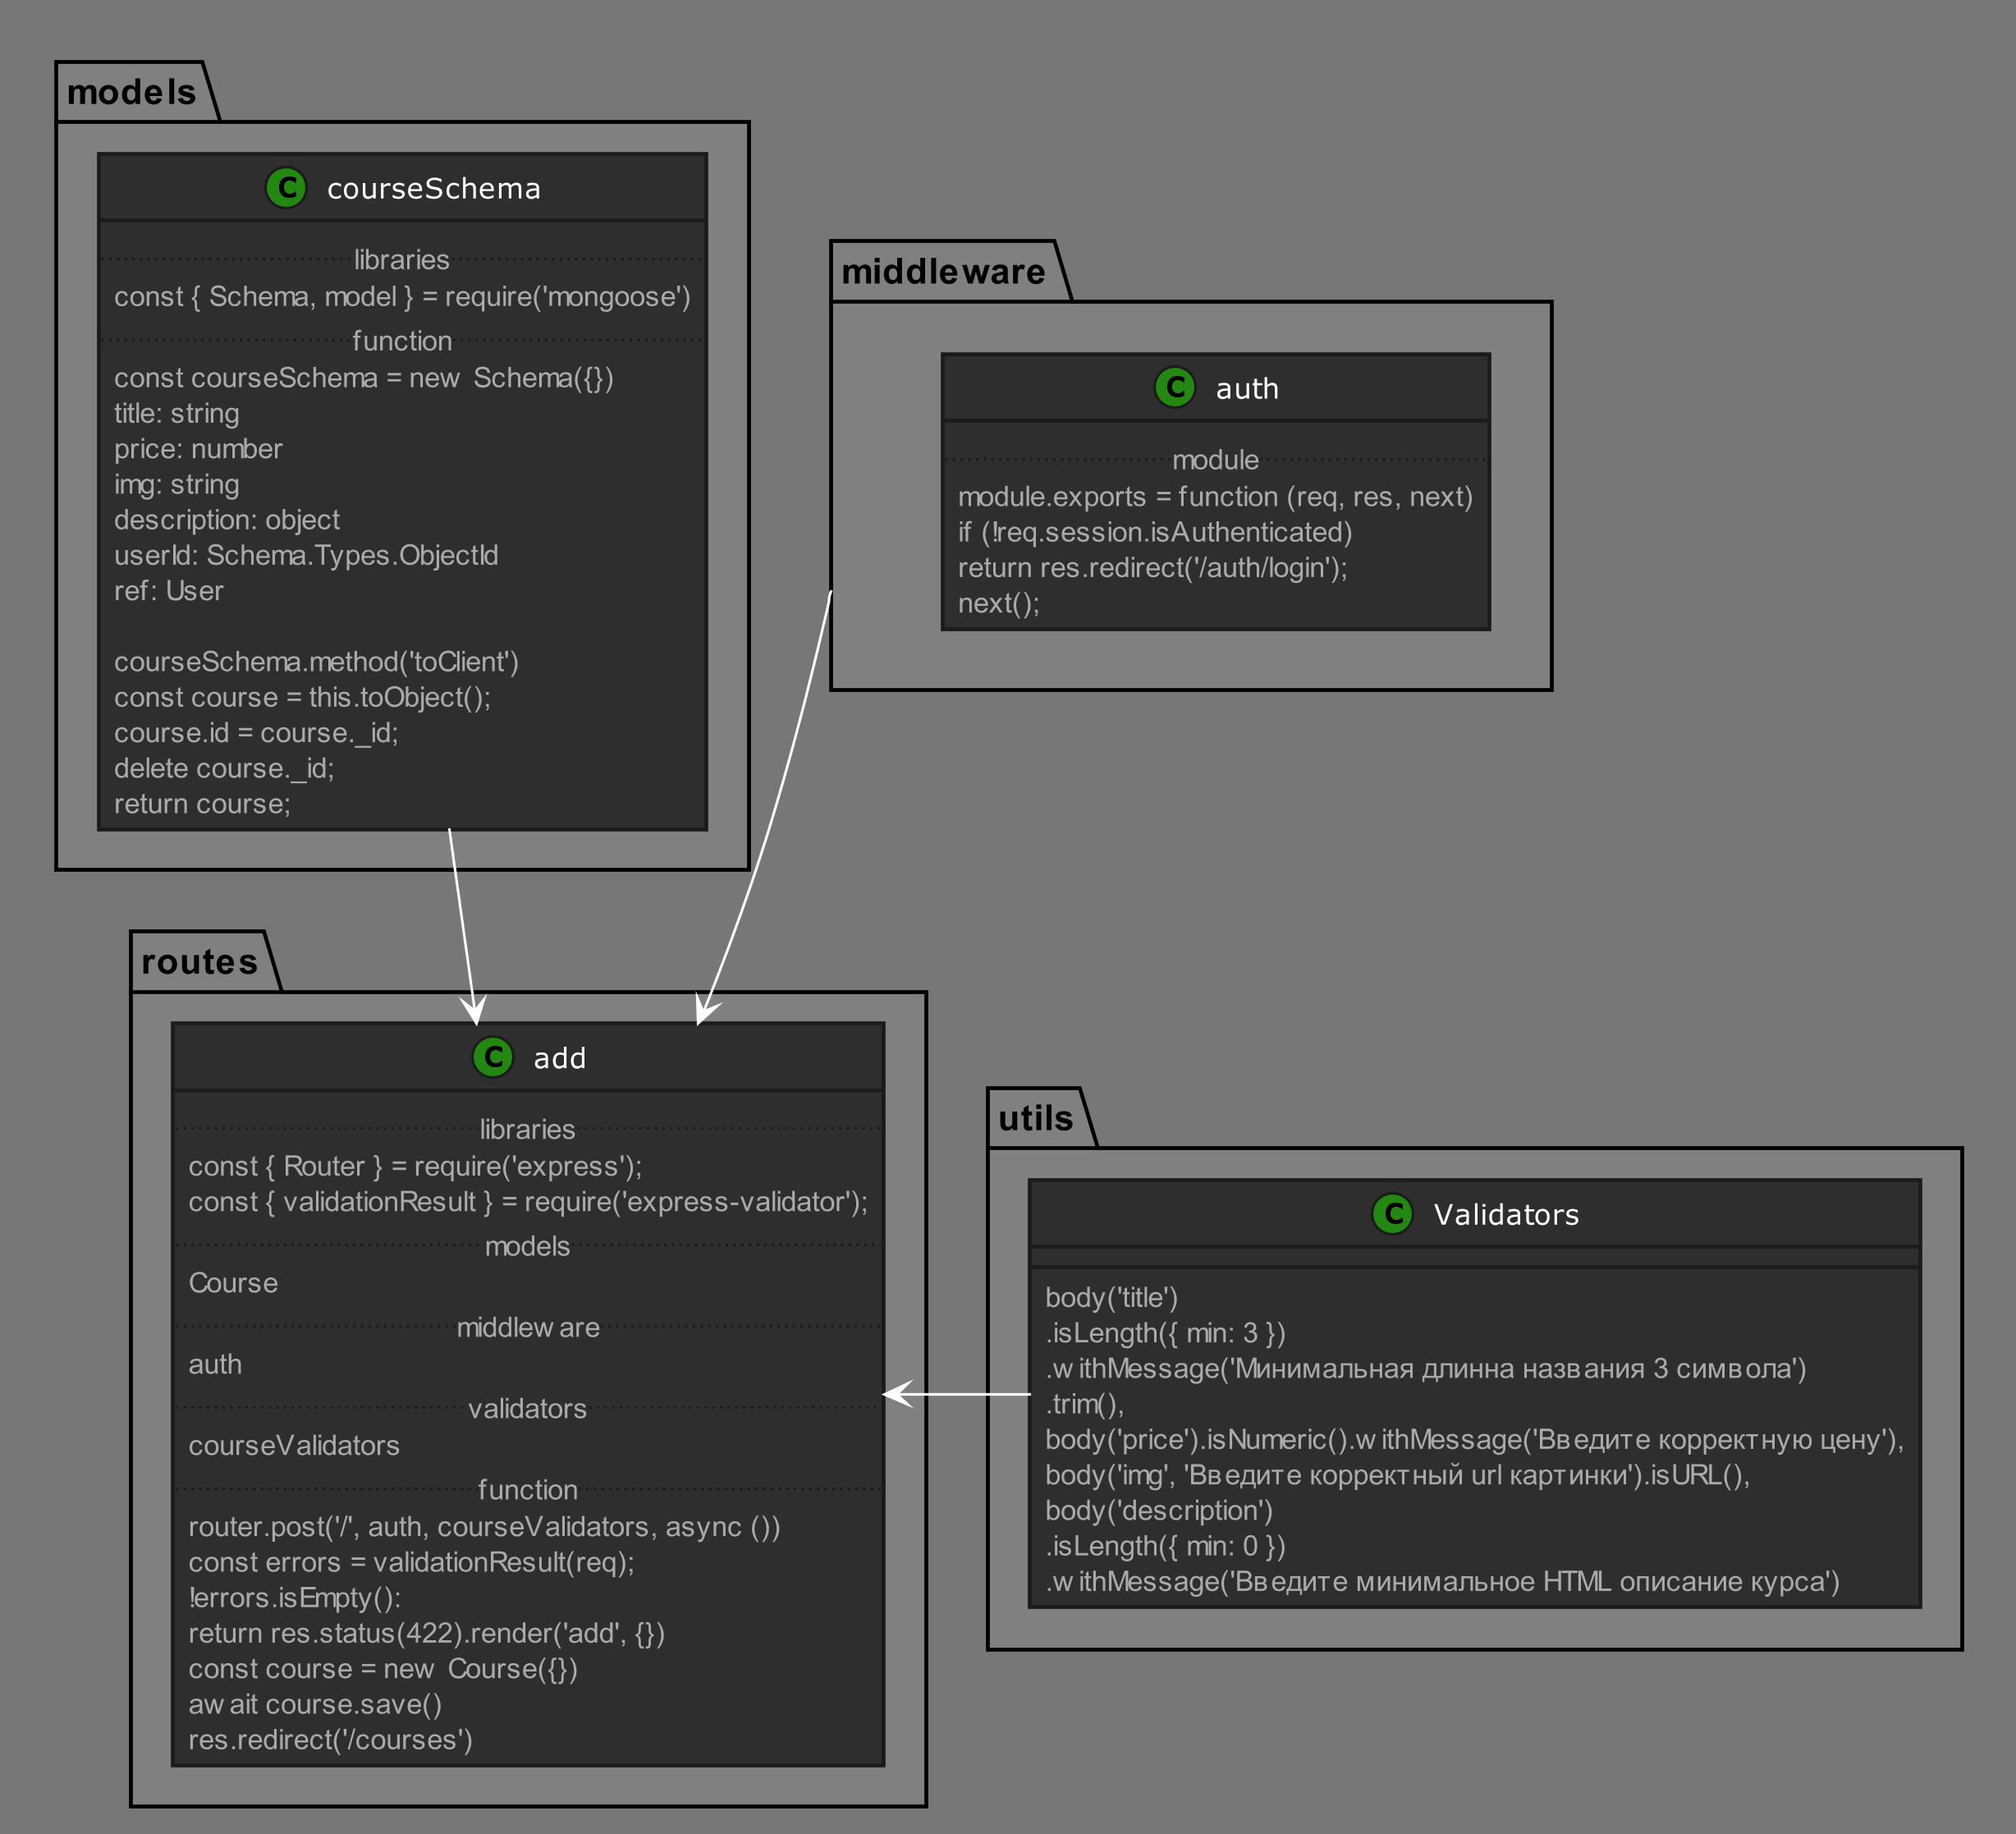 models
C courseSchema
libraries
const { Schema, model } = require('mongoose')
function
const courseSchema = new Schema({})
title: string
price: number
img: string
description: object
userId: Schema.Types.ObjectId
ref: User
courseSchema.method('toClient')
const course = this.toObject();
course.id = course._id;
delete course._id;
return course;
middleware
C auth
module
module.exports = function (req, res, next)
if (!req.session.isAuthenticated)
return res.redirect('/auth/login');
next();
routes
C add
libraries
const { Router } = require('express');
const { validationResult } = require('express-validator');
models
Course
middleware
auth
validators
courseValidators
function
router.post('/', auth, courseValidators, async ())
const errors = validationResult(req);
!errors.isEmpty():
return res.status(422).render('add', {})
const course = new Course({})
await course.save()
res.redirect('/courses')
utils
C Validators
body('title')
.isLength({ min: 3 })
.withMessage('Минимальная длинна названия 3 символа')
.trim(),
body('price').isNumeric().withMessage('Введите корректную цену'),
body('img', 'Введите корректный url картинки').isURL(),
body('description')
.isLength({ min: 0 })
.withMessage('Введите минимальное HTML описание курса')